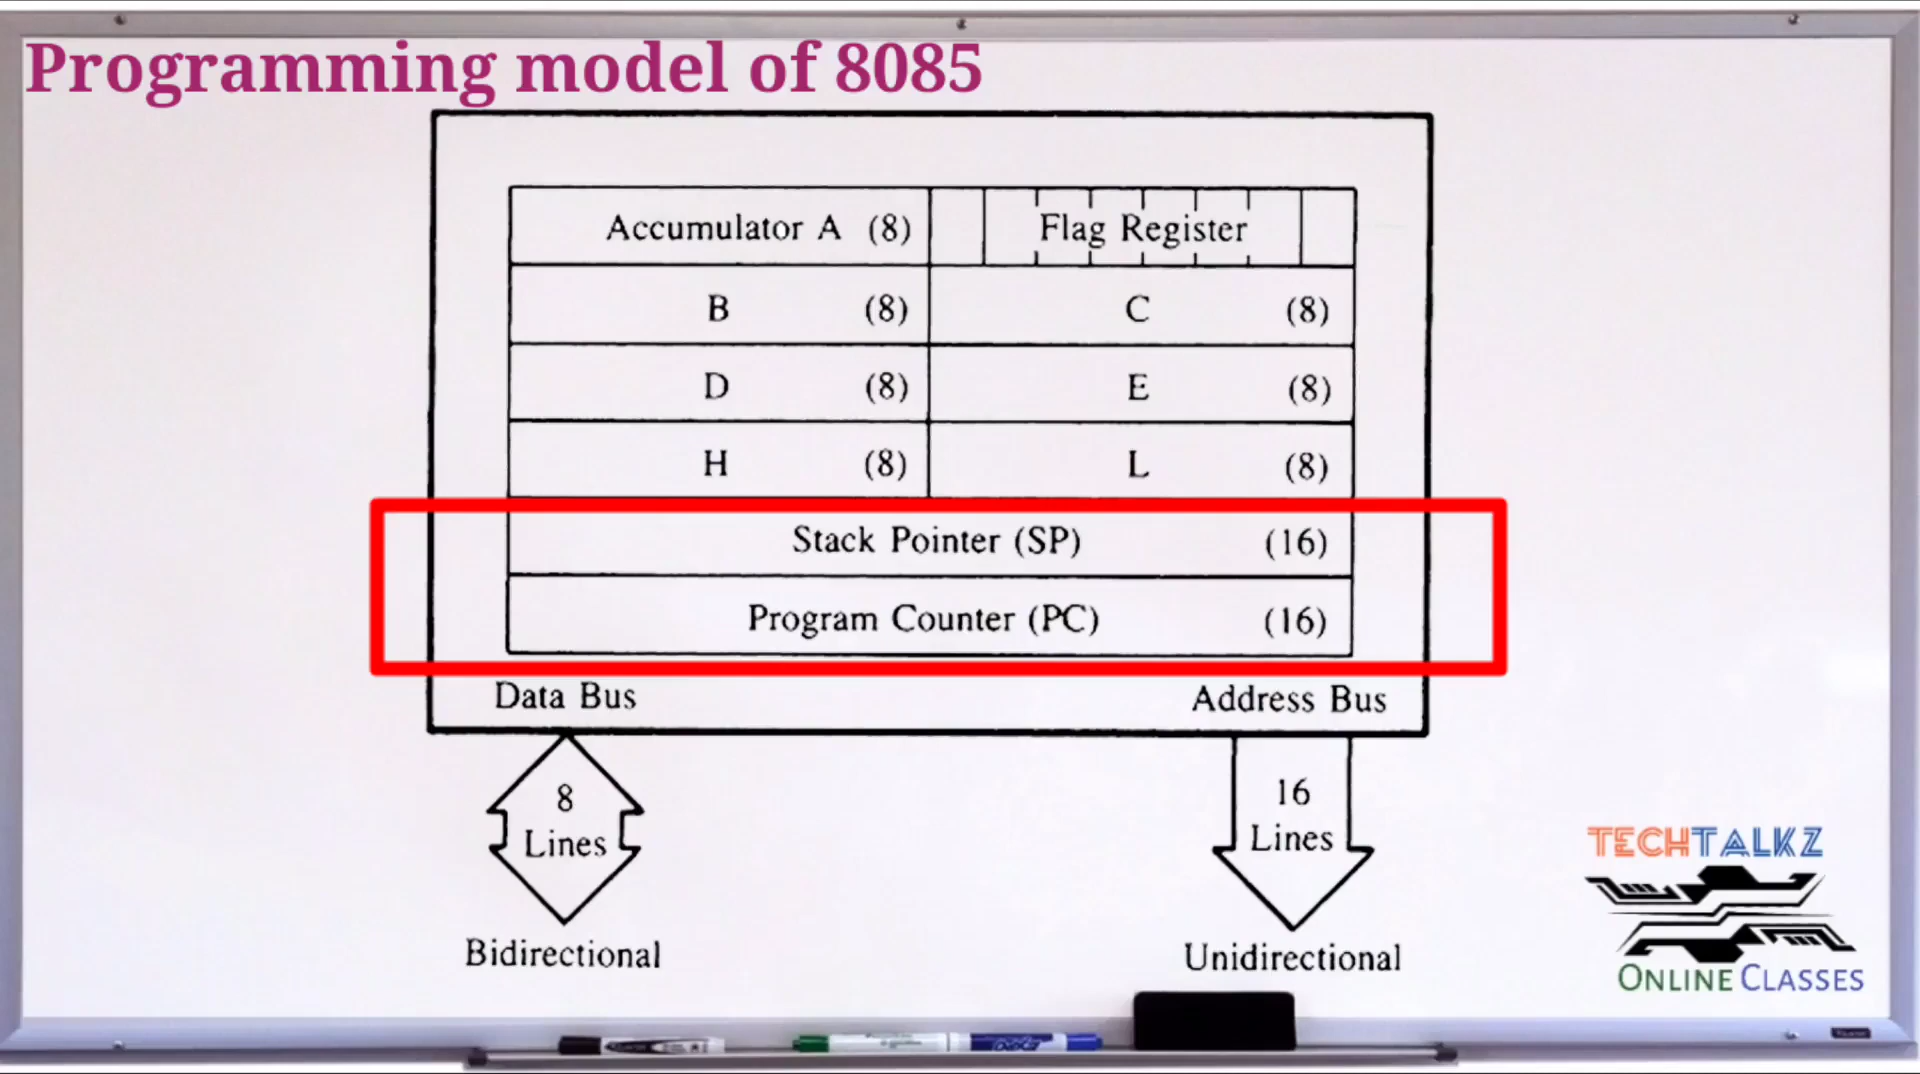 Programming model of 8085
Accumulator A (8) Flag Register
B (8) C (8)
D (8) E (8)
H (8) L (8)
Stack Pointer (SP) (16)
Program Counter (PC) (16)
Data Bus Address Bus
8 Lines
16 Lines
Bidirectional Unidirectional
TECHTALKZ
ONLINE CLASSES